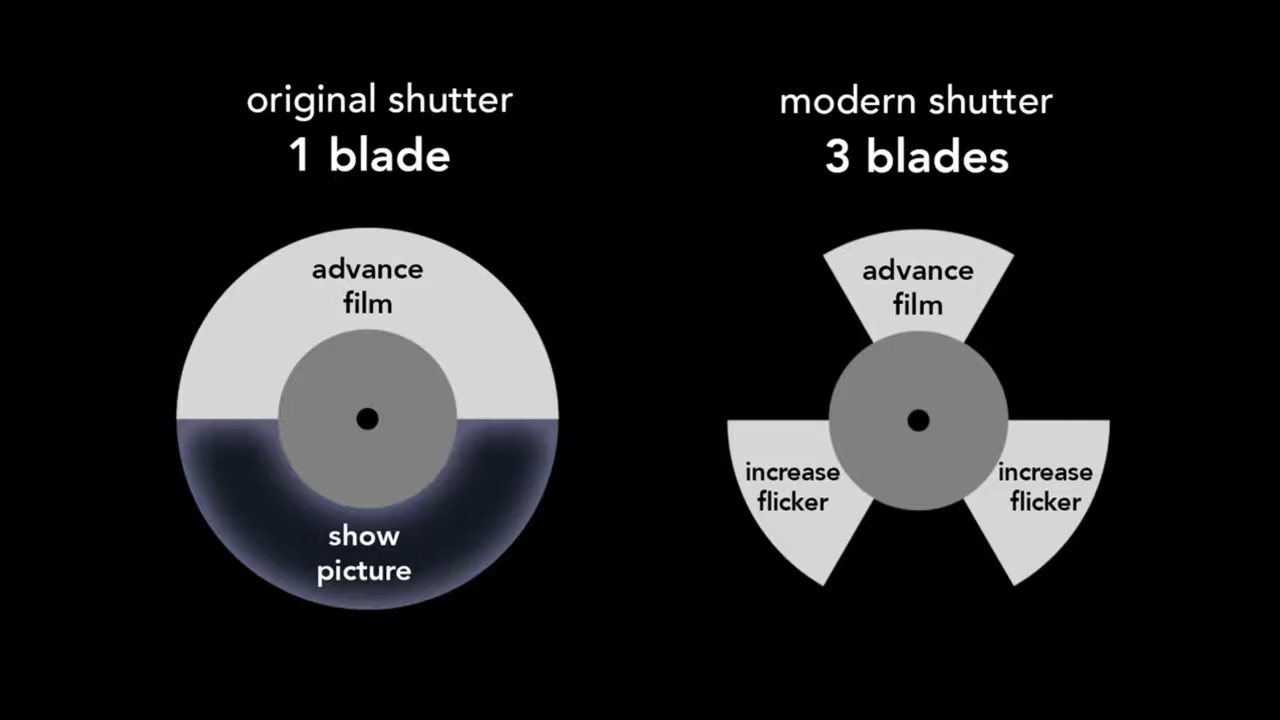 original shutter
1 blade
advance
film
show
picture
modern shutter
3 blades
advance
film
increase
flicker
increase
flicker